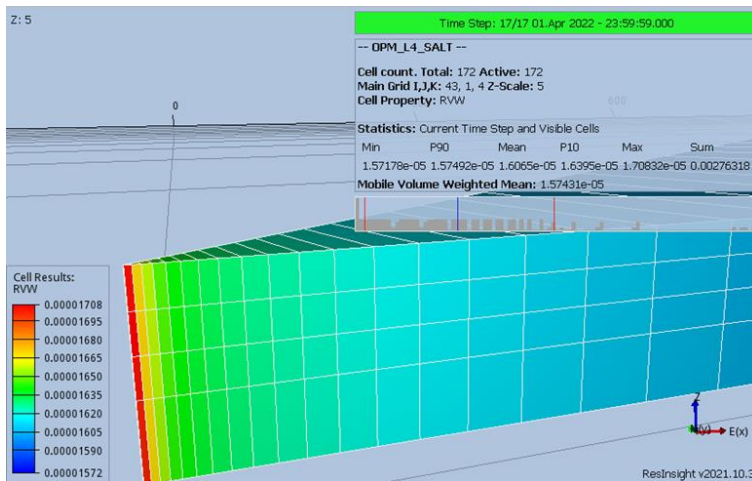 Z: 5
Time Step: 17/17 01.Apr 2022 - 23:59:59.000
-- OPM_L4_SALT --
Cell count. Total: 172 Active: 172
Main Grid I,J,K: 43, 1, 4 Z-Scale: 5
Cell Property: RVW
Statistics: Current Time Step and Visible Cells
Min P90 Mean P10 Max Sum
1.57178e-05 1.57492e-05 1.6065e-05 1.6395e-05 1.70832e-05 0.00276318
Mobile Volume Weighted Mean: 1.57431e-05
0
600
Cell Results:
RVW
0.00001708
0.00001695
0.00001680
0.00001665
0.00001650
0.00001635
0.00001620
0.00001605
0.00001590
0.00001572
Z
N(y)
E(x)
ResInsight v2021.10.3